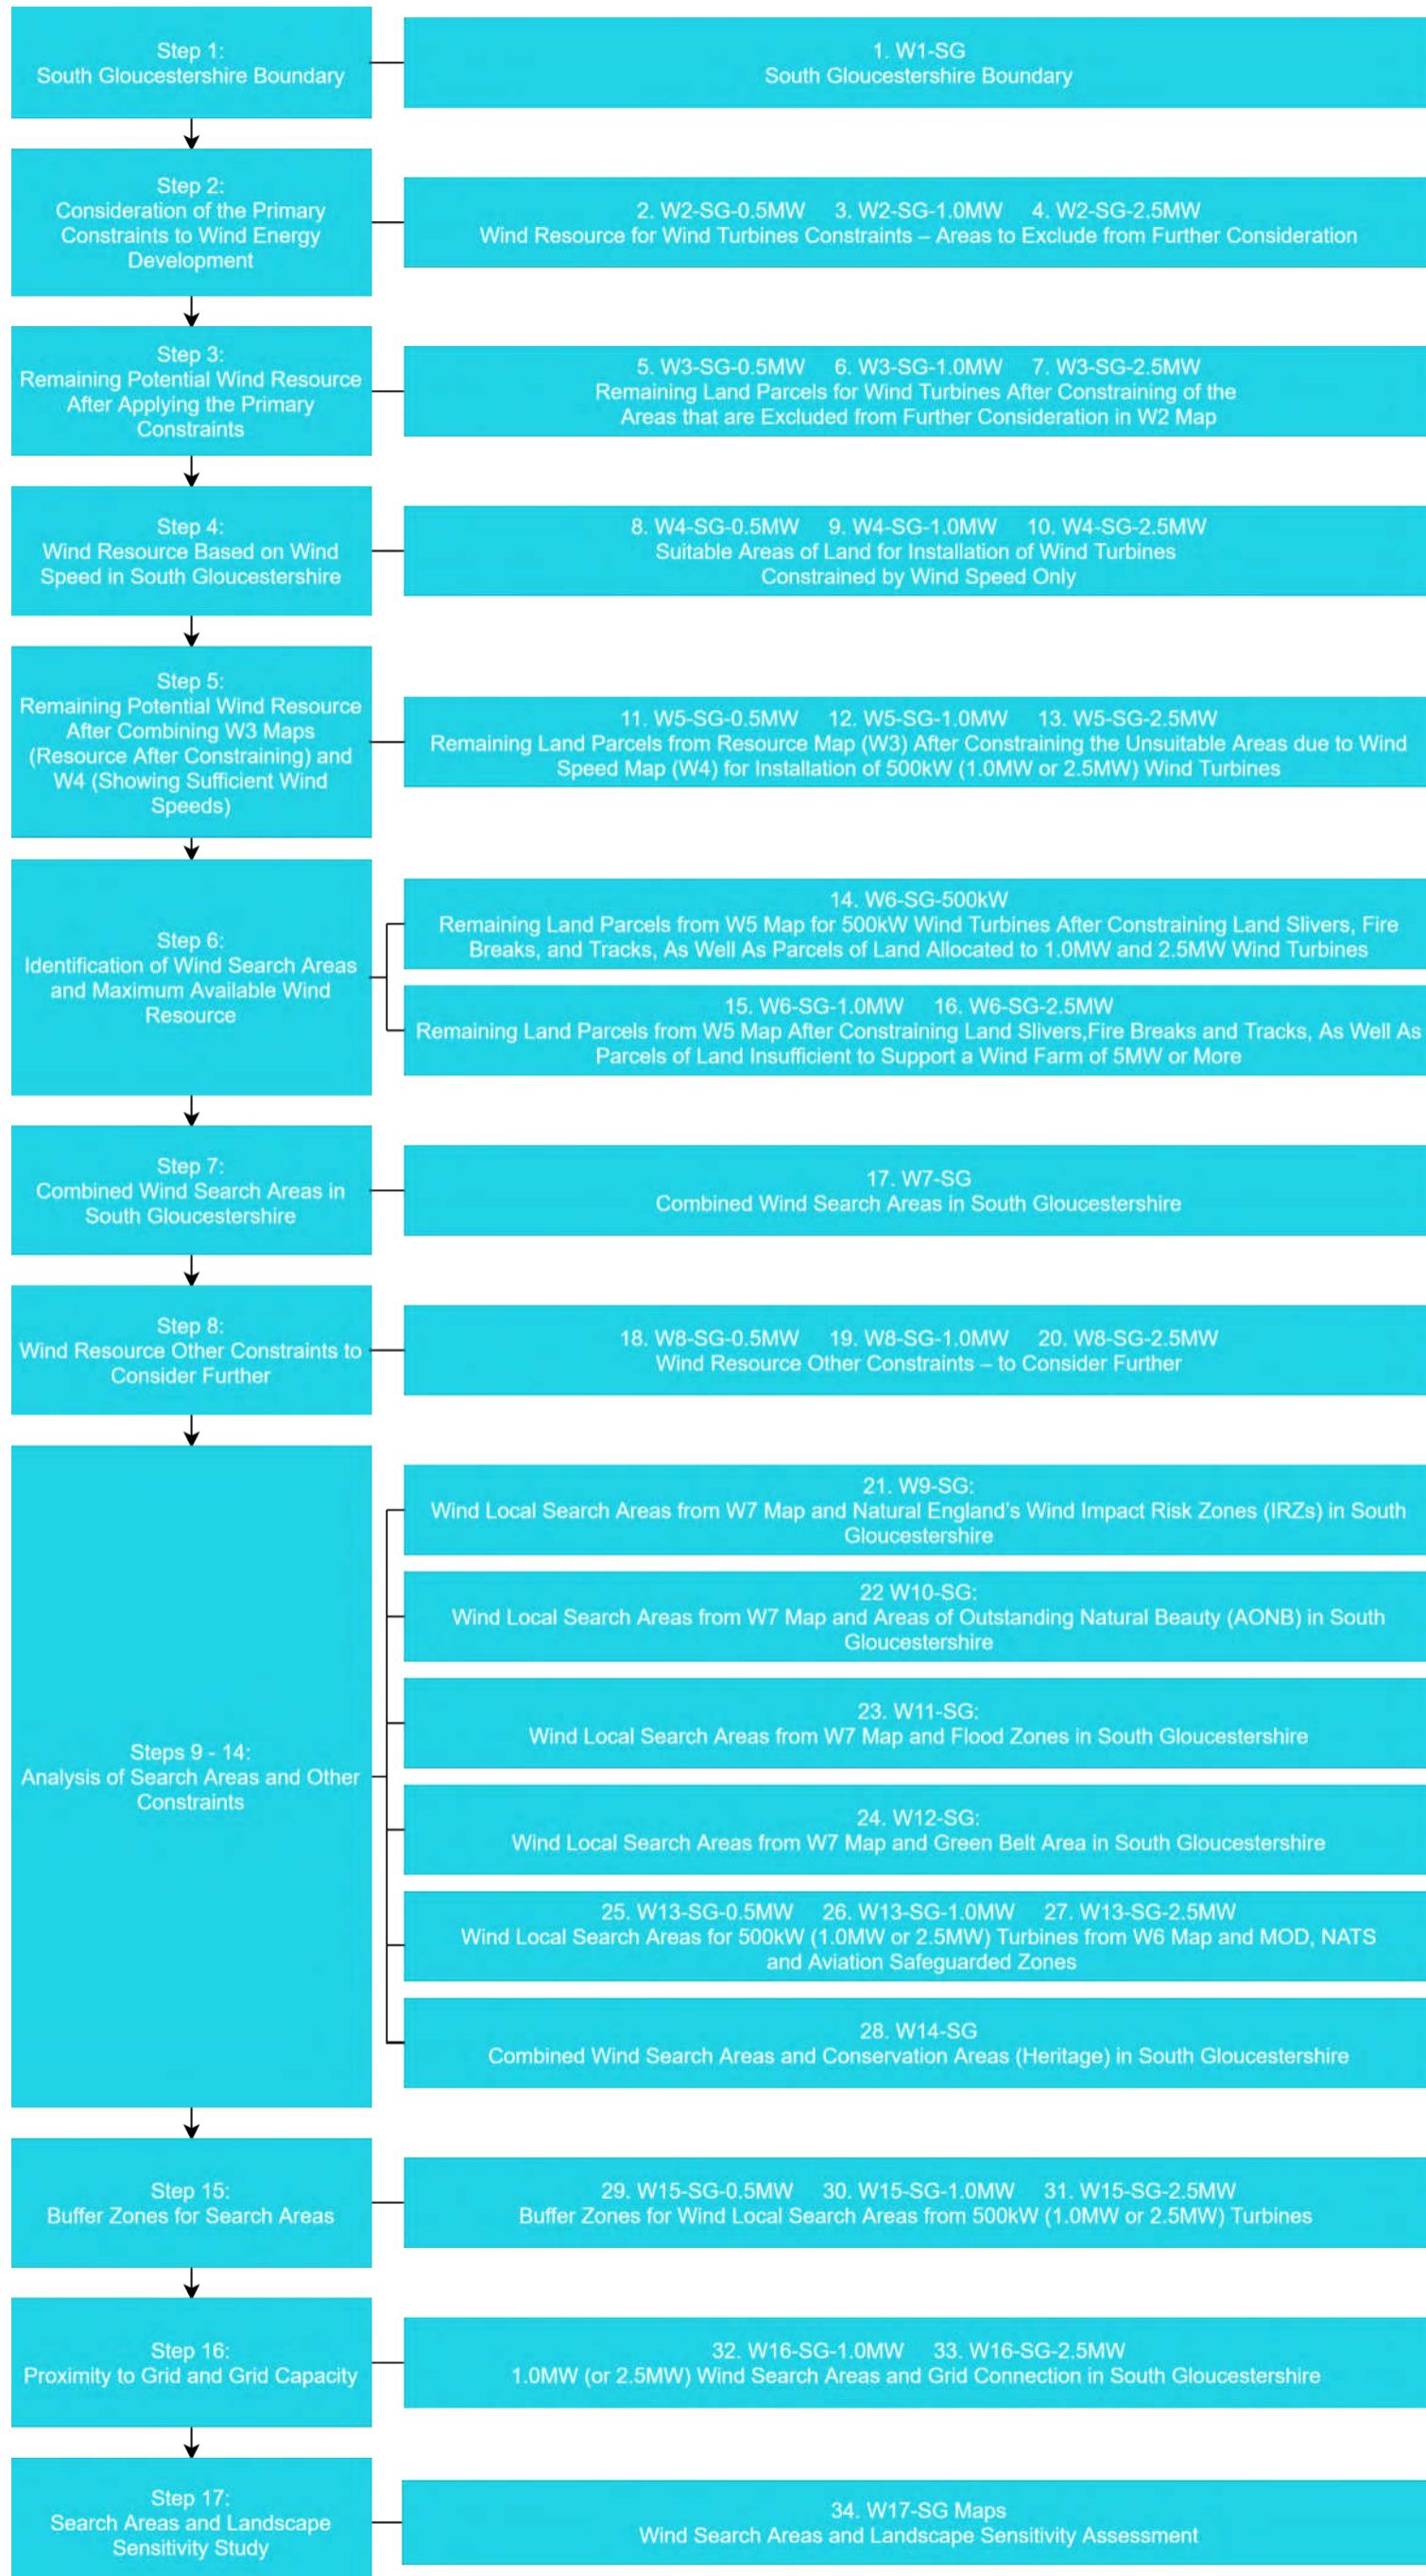 Step 1:
South Gloucestershire Boundary
1. W1-SG
South Gloucestershire Boundary
Step 2:
Consideration of the Primary
Constraints to Wind Energy
Development
2. W2-SG-0.5MW 3. W2-SG-1.0MW 4. W2-SG-2.5MW
Wind Resource for Wind Turbines Constraints – Areas to Exclude from Further Consideration
Step 3:
Remaining Potential Wind Resource
After Applying the Primary
Constraints
5. W3-SG-0.5MW 6. W3-SG-1.0MW 7. W3-SG-2.5MW
Remaining Land Parcels for Wind Turbines After Constraining of the
Areas that are Excluded from Further Consideration in W2 Map
Step 4:
Wind Resource Based on Wind
Speed in South Gloucestershire
8. W4-SG-0.5MW 9. W4-SG-1.0MW 10. W4-SG-2.5MW
Suitable Areas of Land for Installation of Wind Turbines
Constrained by Wind Speed Only
Step 5:
Remaining Potential Wind Resource
After Combining W3 Maps
(Resource After Constraining) and
W4 (Showing Sufficient Wind
Speeds)
11. W5-SG-0.5MW 12. W5-SG-1.0MW 13. W5-SG-2.5MW
Remaining Land Parcels from Resource Map (W3) After Constraining the Unsuitable Areas due to Wind
Speed Map (W4) for Installation of 500kW (1.0MW or 2.5MW) Wind Turbines
Step 6:
Identification of Wind Search Areas
and Maximum Available Wind
Resource
14. W6-SG-500kW
Remaining Land Parcels from W5 Map for 500kW Wind Turbines After Constraining Land Slivers, Fire
Breaks, and Tracks, As Well As Parcels of Land Allocated to 1.0MW and 2.5MW Wind Turbines
15. W6-SG-1.0MW 16. W6-SG-2.5MW
Remaining Land Parcels from W5 Map After Constraining Land Slivers,Fire Breaks and Tracks, As Well As
Parcels of Land Insufficient to Support a Wind Farm of 5MW or More
Step 7:
Combined Wind Search Areas in
South Gloucestershire
17. W7-SG
Combined Wind Search Areas in South Gloucestershire
Step 8:
Wind Resource Other Constraints to
Consider Further
18. W8-SG-0.5MW 19. W8-SG-1.0MW 20. W8-SG-2.5MW
Wind Resource Other Constraints – to Consider Further
Steps 9 - 14:
Analysis of Search Areas and Other
Constraints
21. W9-SG:
Wind Local Search Areas from W7 Map and Natural England's Wind Impact Risk Zones (IRZs) in South
Gloucestershire
22 W10-SG:
Wind Local Search Areas from W7 Map and Areas of Outstanding Natural Beauty (AONB) in South
Gloucestershire
23. W11-SG:
Wind Local Search Areas from W7 Map and Flood Zones in South Gloucestershire
24. W12-SG:
Wind Local Search Areas from W7 Map and Green Belt Area in South Gloucestershire
25. W13-SG-0.5MW 26. W13-SG-1.0MW 27. W13-SG-2.5MW
Wind Local Search Areas for 500kW (1.0MW or 2.5MW) Turbines from W6 Map and MOD, NATS
and Aviation Safeguarded Zones
28. W14-SG
Combined Wind Search Areas and Conservation Areas (Heritage) in South Gloucestershire
Step 15:
Buffer Zones for Search Areas
29. W15-SG-0.5MW 30. W15-SG-1.0MW 31. W15-SG-2.5MW
Buffer Zones for Wind Local Search Areas from 500kW (1.0MW or 2.5MW) Turbines
Step 16:
Proximity to Grid and Grid Capacity
32. W16-SG-1.0MW 33. W16-SG-2.5MW
1.0MW (or 2.5MW) Wind Search Areas and Grid Connection in South Gloucestershire
Step 17:
Search Areas and Landscape
Sensitivity Study
34. W17-SG Maps
Wind Search Areas and Landscape Sensitivity Assessment